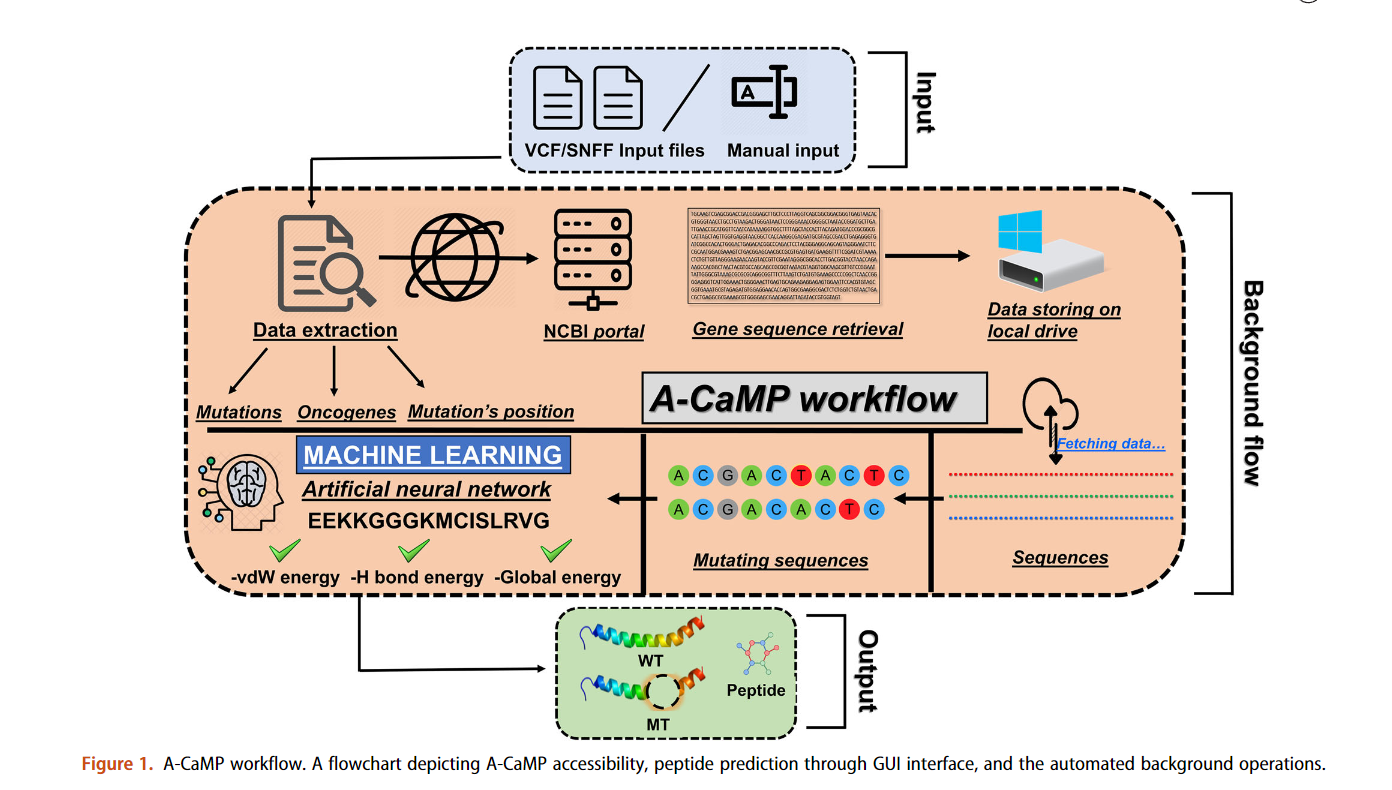 VCF/SNFF Input files
Manual input
Input
Data extraction
NCBI portal
Gene sequence retrieval
Data storing on
local drive
Mutations
Oncogenes
Mutation's position
A-CaMP workflow
Fetching data...
Background flow
MACHINE LEARNING
Artificial neural network
EEKKGGGKMCISLRVG
-vdW energy
-H bond energy
-Global energy
A C G A C T A C T C
A C G A C A C T C
Mutating sequences
Sequences
WT
MT
Peptide
Output
Figure 1. A-CaMP workflow. A flowchart depicting A-CaMP accessibility, peptide prediction through GUI interface, and the automated background operations.